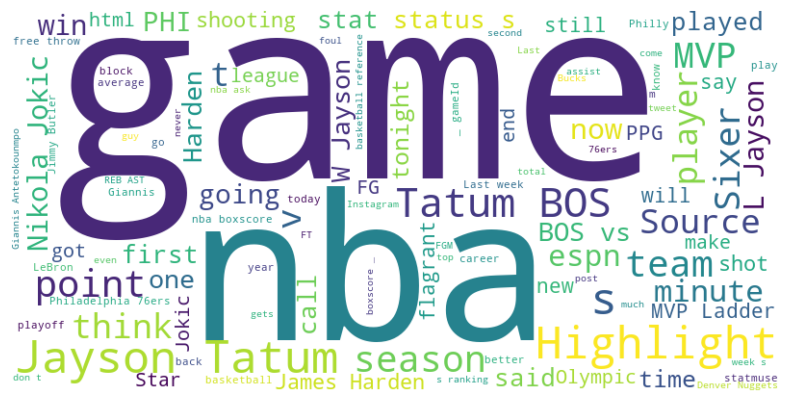 html PHI shooting stat status s still Philly played
win
free throw
foul
second
Last
come
block
average
t league
nba ask
MVP
assist
play
Bucks
know
say
game
Giannis Antetokounmpo
Nikola Jokic
Jimmy Butler
Harden
never
guy
go
W Jayson
basketball reference
tonight
_ gameId
end
now PPG
m
tweet
76ers
player
Sixer
L Jayson
REB AST
Giannis
going
v
today
FG
Last week
total
Instagram
Tatum BOS
will
Source
got
first
nba boxscore
FT
nba
BOS vs
make
LeBron
even
point
one
year
boxscore _
FGM
top
career
flagrant
espn
team
shot
new
post
s
minute
Philadelphia 76ers
Jokic
gets
call
much
MVP Ladder
playoff
think
Highlight
Jayson Tatum season
back
better
week s
don t
Star
basketball
James Harden
s ranking
said
Olympic
time
statmuse
Denver Nuggets